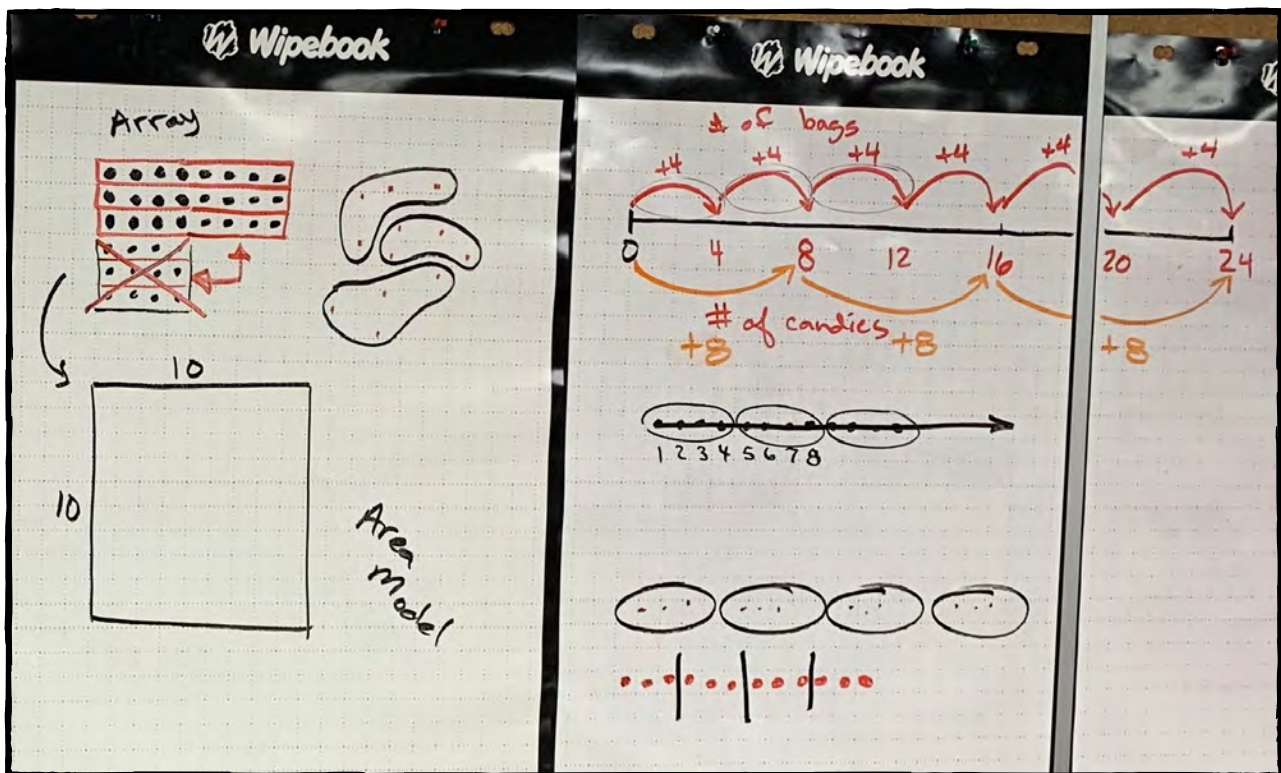 Wipebook
Array
10
10
Area
Model
Wipebook
# of bags
+4 +4 +4 +4 +4 +4
0 4 8 12 16 20 24
# of candies
+8 +8 +8
1 2 3 4 5 6 7 8